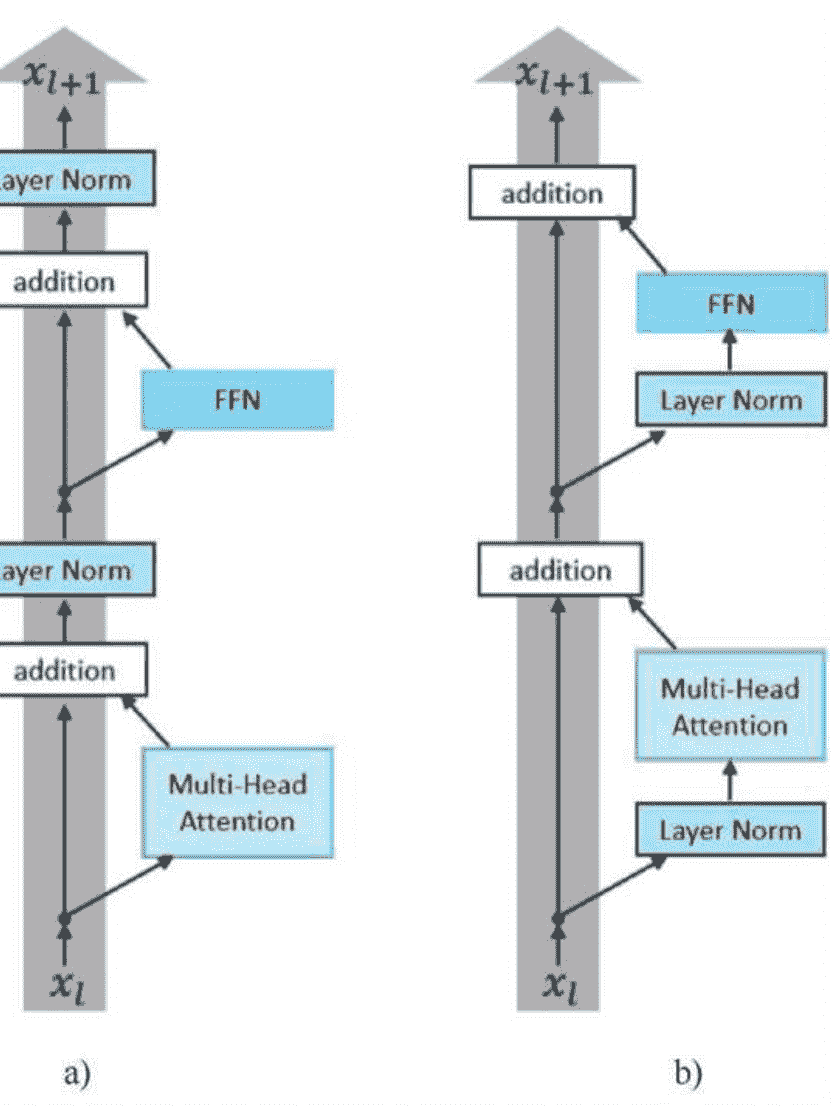 xₗ₊₁
ayer Norm
addition
FFN
ayer Norm
addition
Multi-Head
Attention
xₗ
a)
xₗ₊₁
addition
FFN
Layer Norm
addition
Multi-Head
Attention
Layer Norm
xₗ
b)